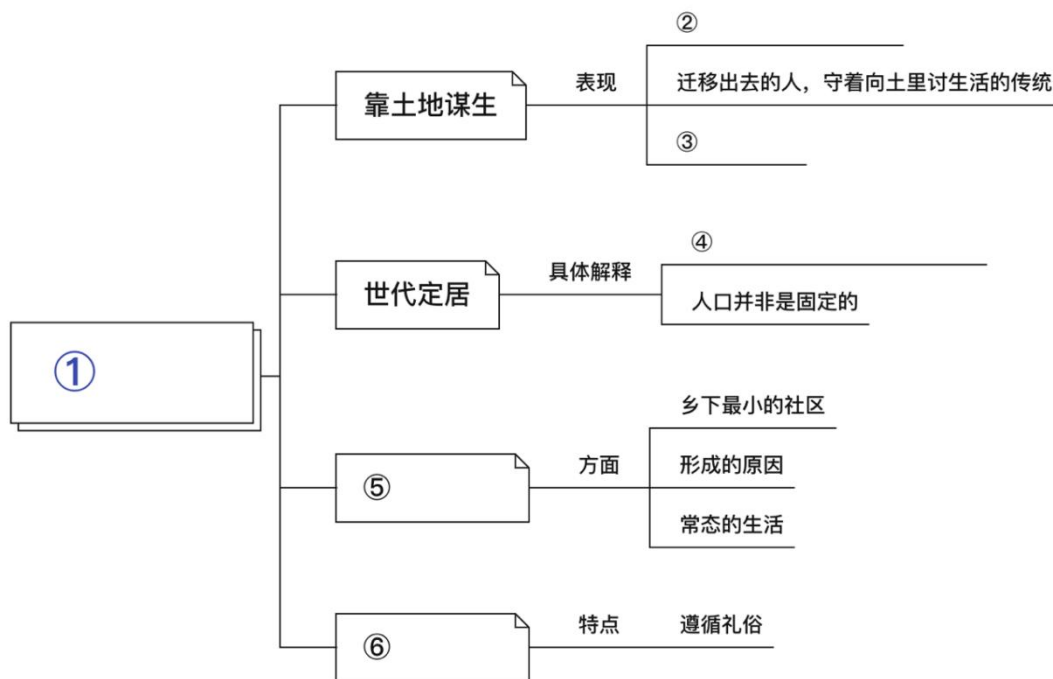 ②
靠土地谋生
表现
迁移出去的人，守着向土里讨生活的传统
③
④
世代定居
具体解释
人口并非是固定的
①
乡下最小的社区
⑤
方面
形成的原因
常态的生活
⑥
特点
遵循礼俗